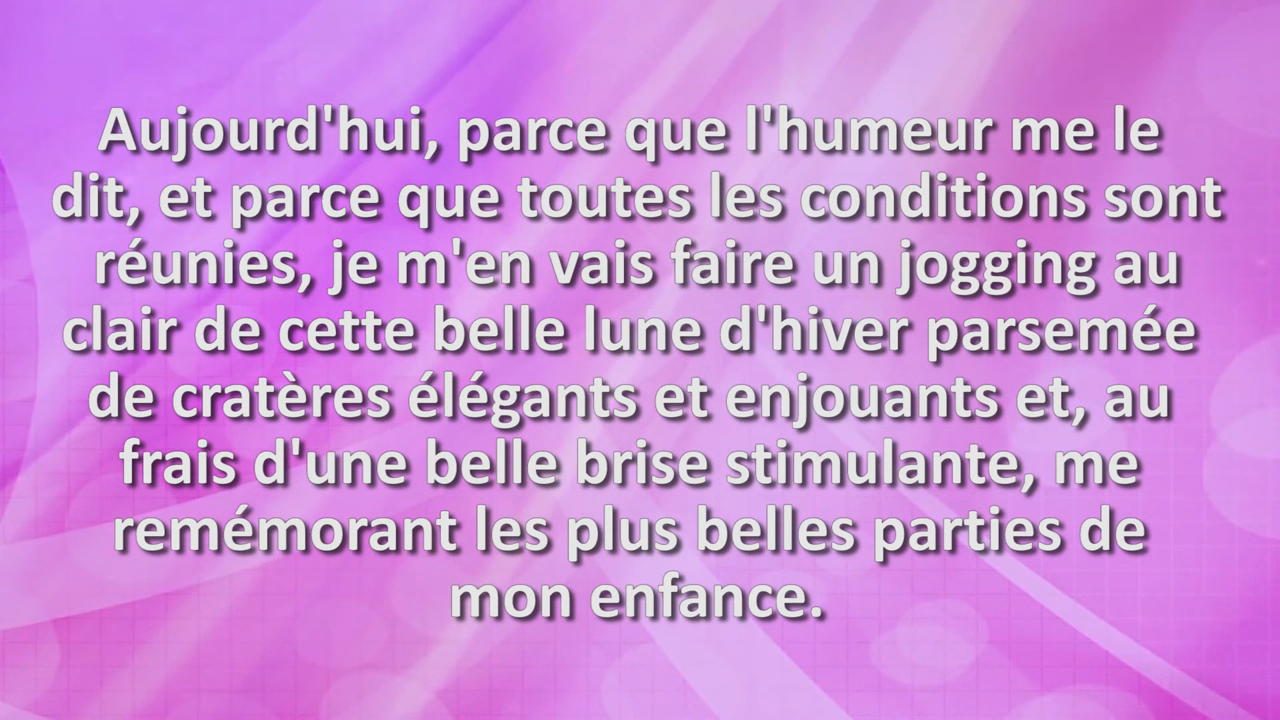 Aujourd'hui, parce que l'humeur me le
dit, et parce que toutes les conditions sont
réunies, je m'en vais faire un jogging au
clair de cette belle lune d'hiver parsemée
de cratères élégants et enjouants et, au
frais d'une belle brise stimulante, me
remémorant les plus belles parties de
mon enfance.